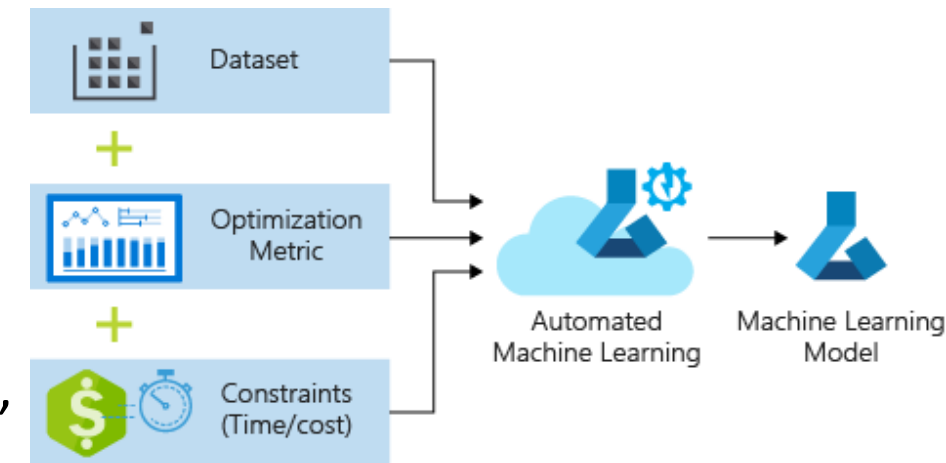 Dataset
+
Optimization
Metric
+
$
Constraints
(Time/cost)
,
Automated
Machine Learning
Machine Learning
Model